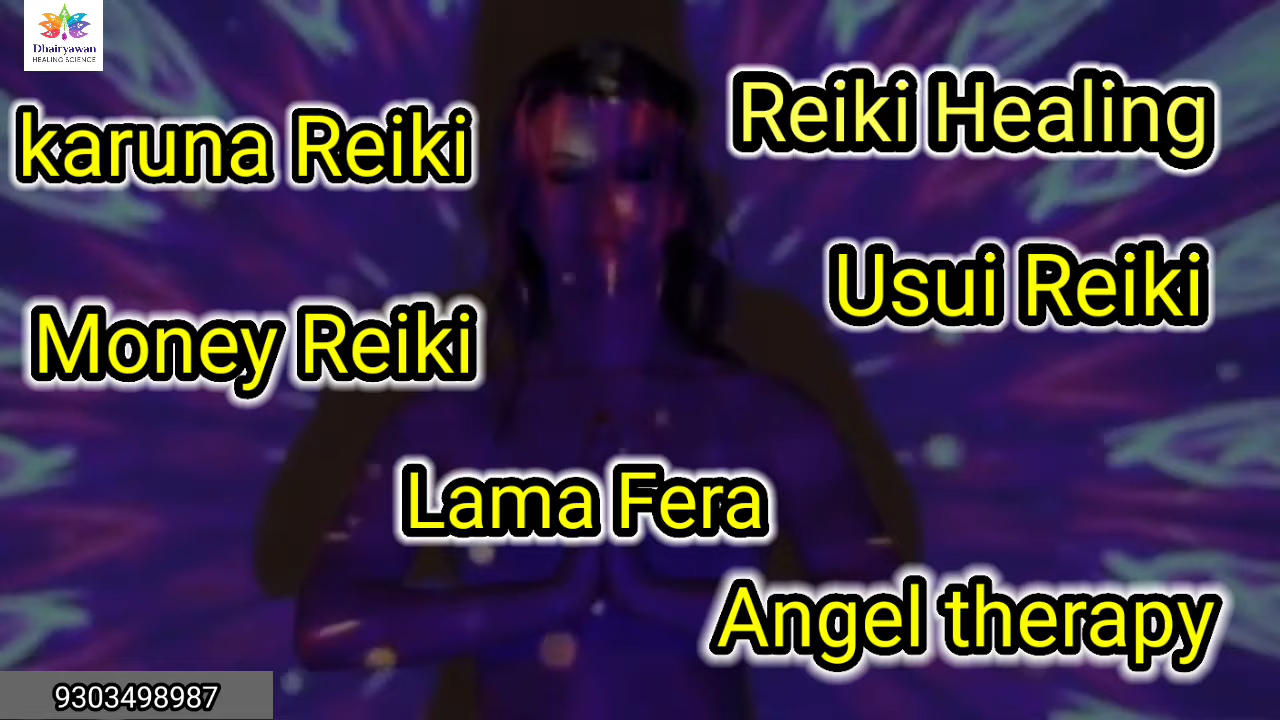 Dhairyawan
HEALING SCIENCE
karuna Reiki
Reiki Healing
Usui Reiki
Money Reiki
Lama Fera
Angel therapy
9303498987